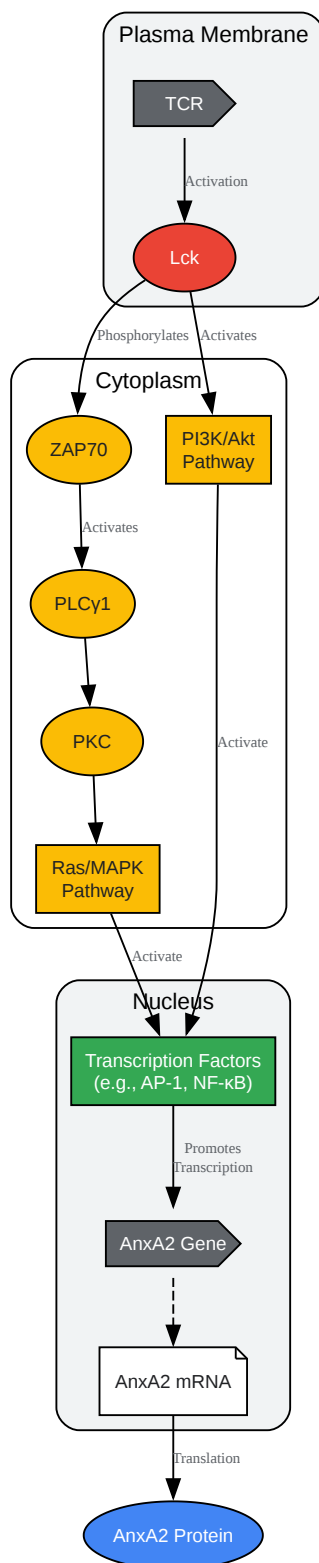 Plasma Membrane
TCR
Activation
Lck
Phosphorylates
Activates
Cytoplasm
ZAP70
PI3K/Akt
Pathway
Activates
PLCγ1
PKC
Activate
Ras/MAPK
Pathway
Activate
Nucleus
Transcription Factors
(e.g., AP-1, NF-κB)
Promotes
Transcription
AnxA2 Gene
AnxA2 mRNA
Translation
AnxA2 Protein